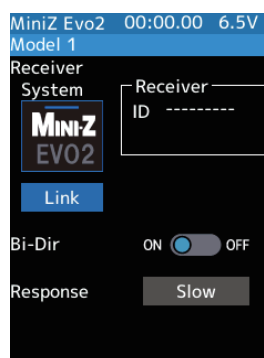 MiniZ Evo2 00:00.00 6.5V
Model 1
Receiver
System
Receiver
ID ---------
MINI-Z
EVO2
Link
Bi-Dir ON OFF
Response Slow